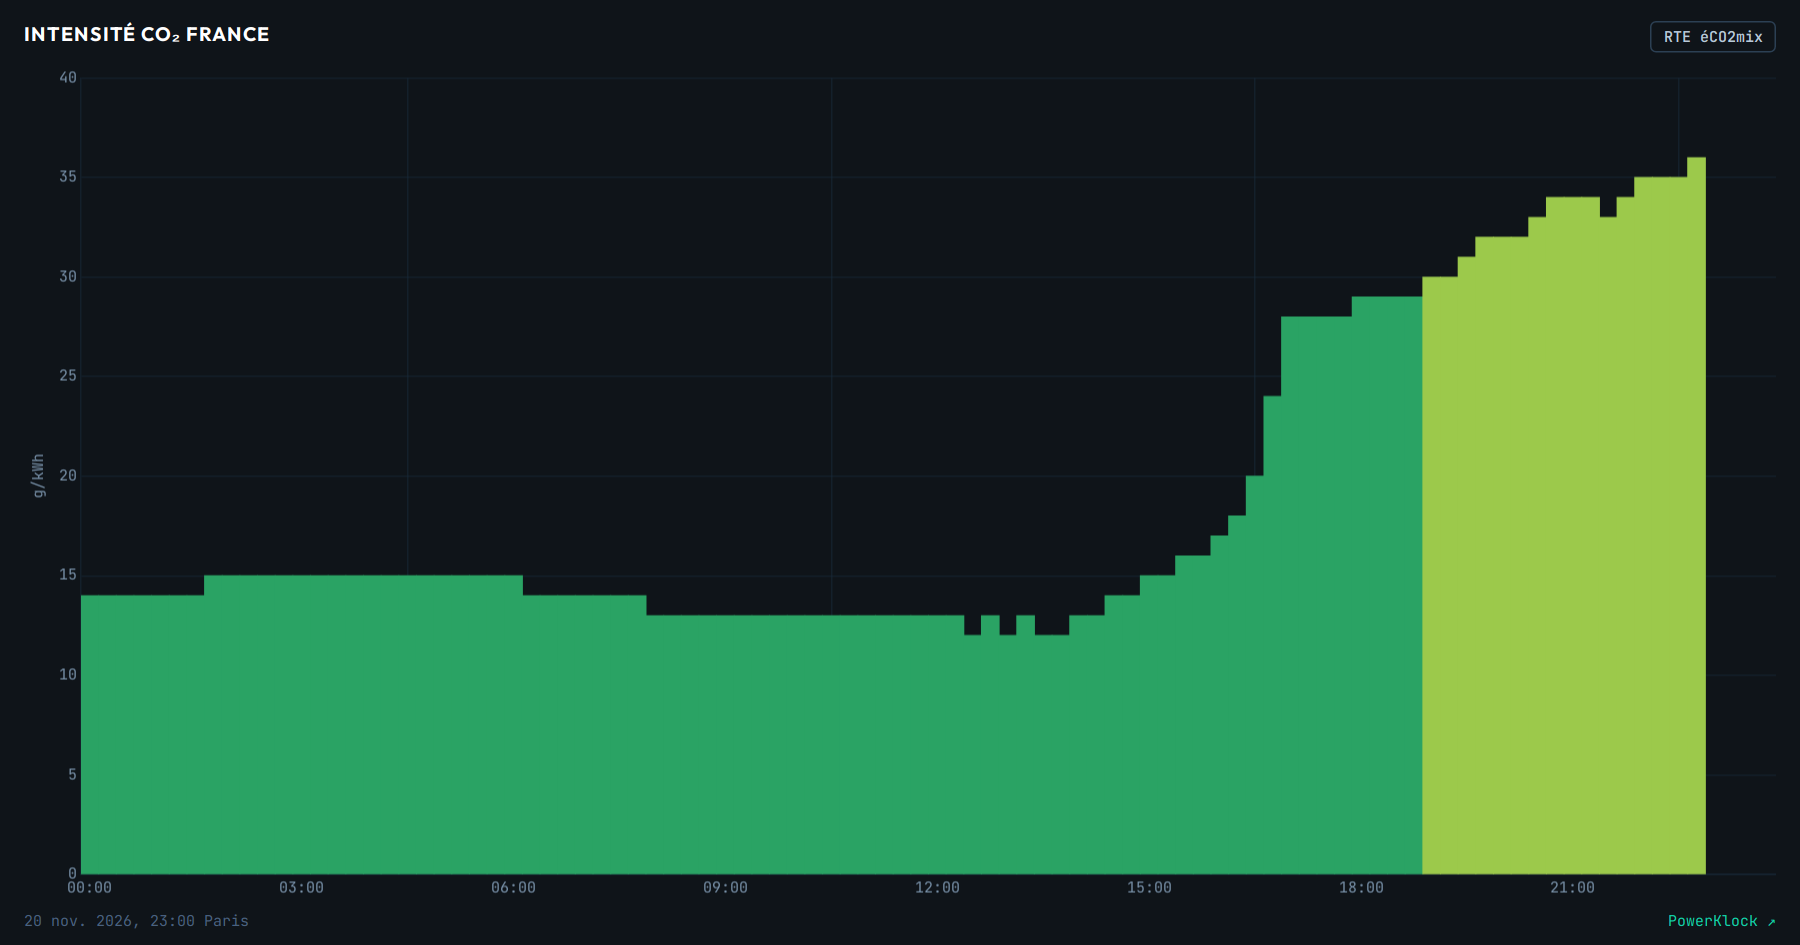 INTENSITÉ CO₂ FRANCE
RTE éCO2mix
40
35
30
25
20
15
10
5
0
g/kWh
00:00 03:00 06:00 09:00 12:00 15:00 18:00 21:00
20 nov. 2026, 23:00 Paris
PowerKlock ↗